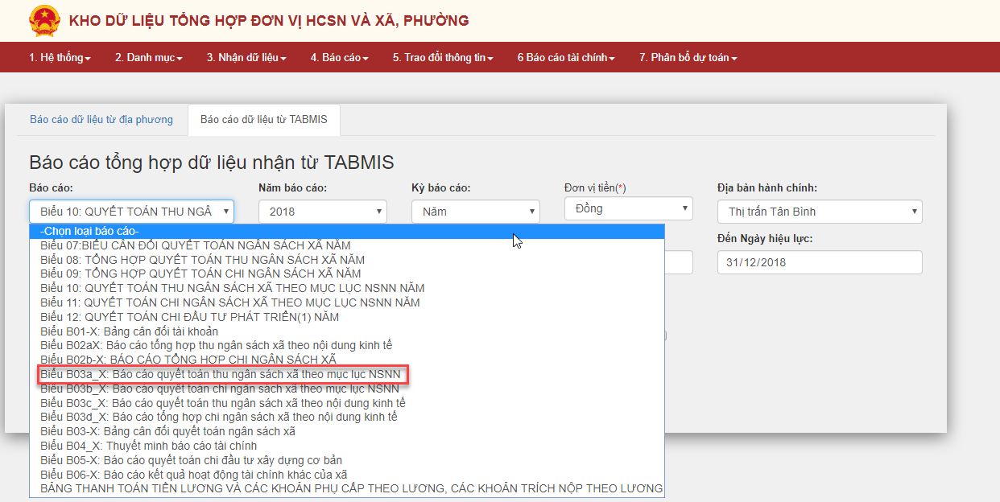 KHO DỮ LIỆU TỔNG HỢP ĐƠN VỊ HCSN VÀ XÃ, PHƯỜNG
1. Hệ thống 2. Danh mục 3. Nhận dữ liệu 4. Báo cáo 5. Trao đổi thông tin 6 Báo cáo tài chính 7. Phân bổ dự toán
Báo cáo dữ liệu từ địa phương Báo cáo dữ liệu từ TABMIS
Báo cáo tổng hợp dữ liệu nhận từ TABMIS
Báo cáo: Năm báo cáo: Kỳ báo cáo: Đơn vị tiền(*) Địa bàn hành chính:
Biểu 10: QUYẾT TOÁN THU NGÂ 2018 Năm Đồng Thị trấn Tân Bình
Đến Ngày hiệu lực:
31/12/2018
-Chọn loại báo cáo-
Biểu 07:BIỂU CÂN ĐỐI QUYẾT TOÁN NGÂN SÁCH XÃ NĂM
Biểu 08: TỔNG HỢP QUYẾT TOÁN THU NGÂN SÁCH XÃ NĂM
Biểu 09: TỔNG HỢP QUYẾT TOÁN CHI NGÂN SÁCH XÃ NĂM
Biểu 10: QUYẾT TOÁN THU NGÂN SÁCH XÃ THEO MỤC LỤC NSNN NĂM
Biểu 11: QUYẾT TOÁN CHI NGÂN SÁCH XÃ THEO MỤC LỤC NSNN NĂM
Biểu 12: QUYẾT TOÁN CHI ĐẦU TƯ PHÁT TRIỂN(1) NĂM
Biểu B01-X: Bảng cân đối tài khoản
Biểu B02aX: Báo cáo tổng hợp thu ngân sách xã theo nội dung kinh tế
Biểu B02b-X: BÁO CÁO TỔNG HỢP CHI NGÂN SÁCH XÃ
Biểu B03a_X: Báo cáo quyết toán thu ngân sách xã theo mục lục NSNN
Biểu B03b_X: Báo cáo quyết toán chi ngân sách xã theo mục lục NSNN
Biểu B03c_X: Báo cáo quyết toán thu ngân sách xã theo nội dung kinh tế
Biểu B03d_X: Báo cáo tổng hợp chi ngân sách xã theo nội dung kinh tế
Biểu B03-X: Bảng cân đối quyết toán ngân sách xã
Biểu B04_X: Thuyết minh báo cáo tài chính
Biểu B05-X: Báo cáo quyết toán chi đầu tư xây dựng cơ bản
Biểu B06-X: Báo cáo kết quả hoạt động tài chính khác của xã
BẢNG THANH TOÁN TIỀN LƯƠNG VÀ CÁC KHOẢN PHỤ CẤP THEO LƯƠNG, CÁC KHOẢN TRÍCH NỘP THEO LƯƠNG